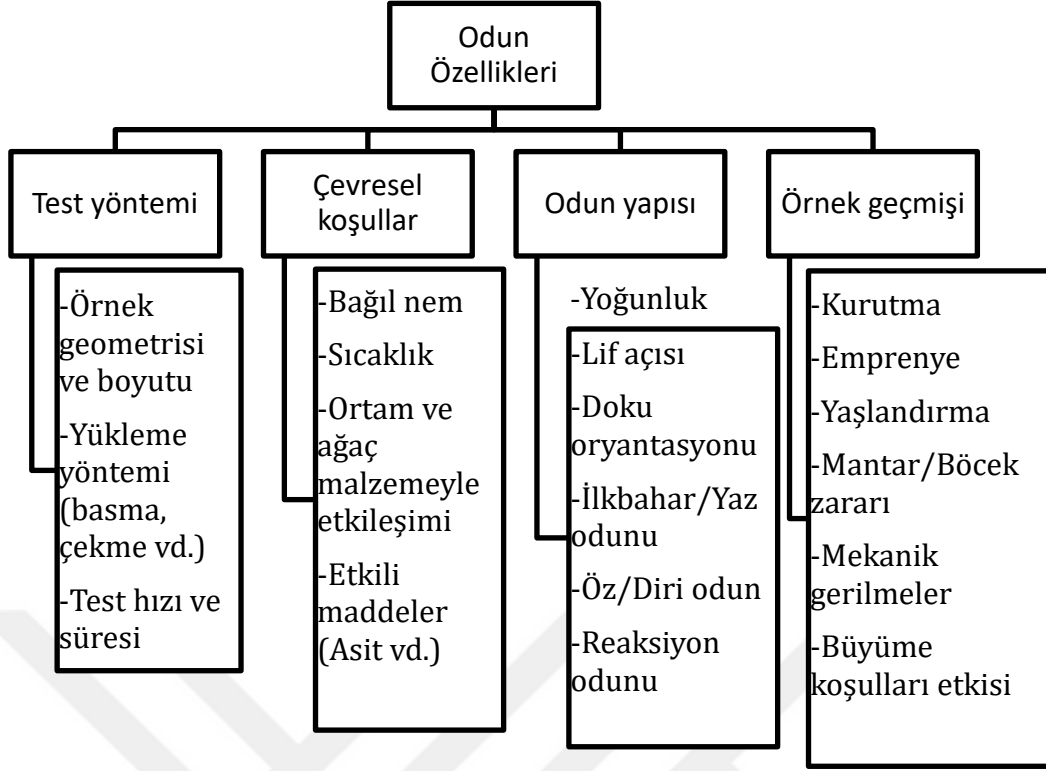 Odun
Özellikleri
Test yöntemi
Çevresel
koşullar
Odun yapısı
Örnek geçmişi
-Örnek
geometrisi
ve boyutu
-Yükleme
yöntemi
(basma,
çekme vd.)
-Test hızı ve
süresi
-Bağıl nem
-Sıcaklık
-Ortam ve
ağaç
malzemeyle
etkileşimi
-Etkili
maddeler
(Asit vd.)
-Yoğunluk
-Lif açısı
-Doku
oryantasyonu
-İlkbahar/Yaz
odunu
-Öz/Diri odun
-Reaksiyon
odunu
-Kurutma
-Emprenye
-Yaşlandırma
-Mantar/Böcek
zararı
-Mekanik
gerilmeler
-Büyüme
koşulları etkisi